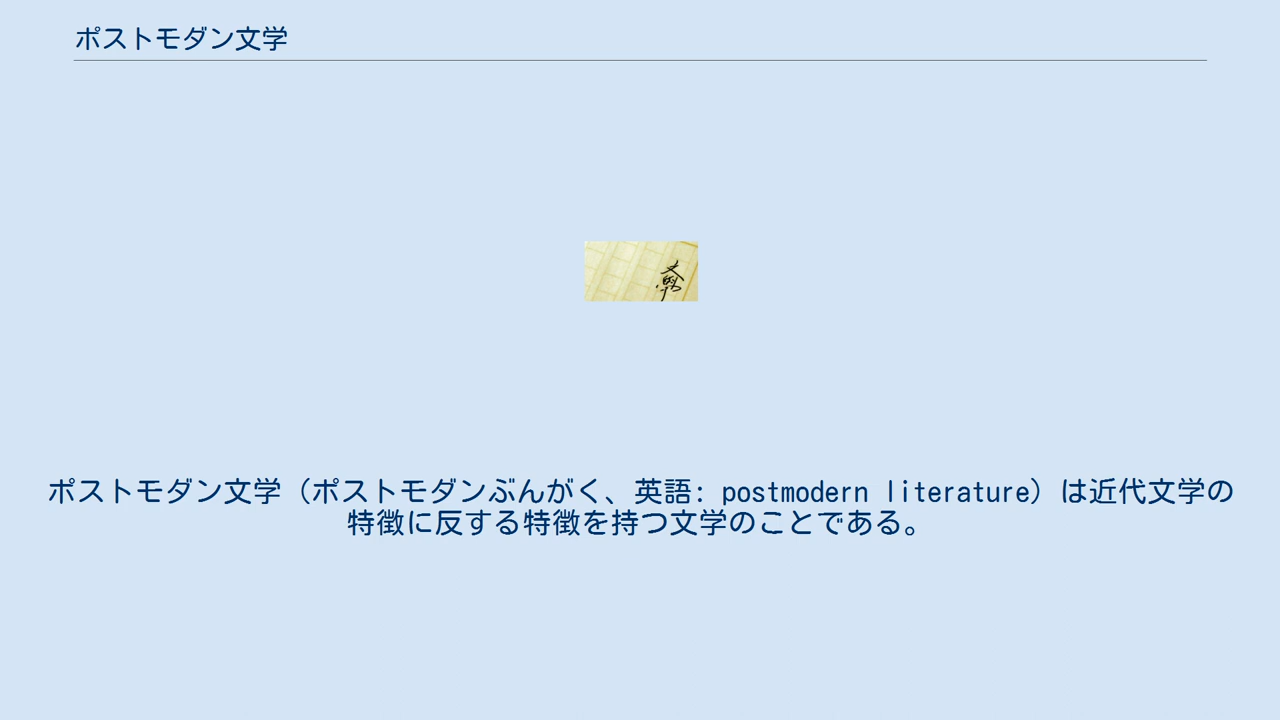 ポストモダン文学
ポストモダン文学（ポストモダンぶんがく、英語: postmodern literature）は近代文学の
特徴に反する特徴を持つ文学のことである。